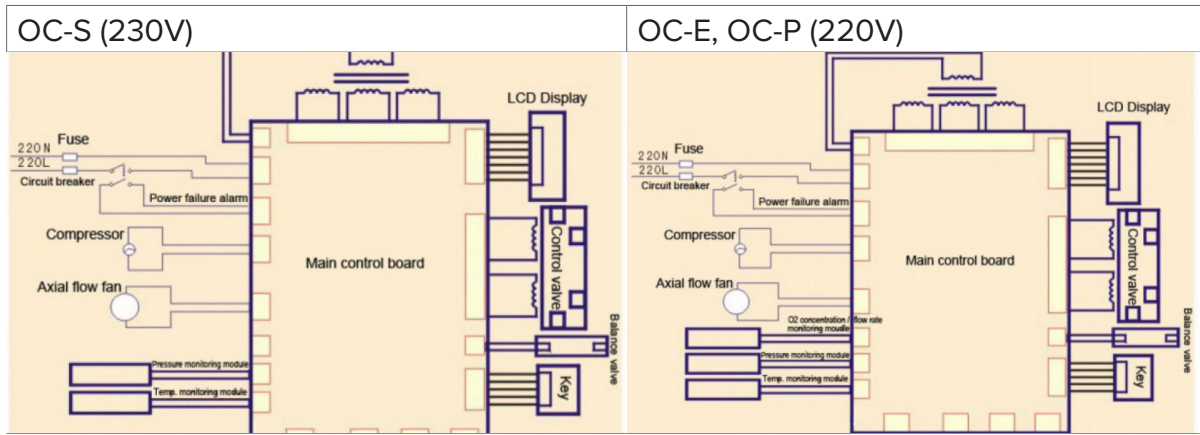 OC-S (230V)
OC-E, OC-P (220V)
LCD Display
Fuse
220N
220L
Circuit breaker
Power failure alarm
Compressor
Main control board
Control valve
Axial flow fan
Balance valve
Pressure monitoring module
Temp. monitoring module
Key
LCD Display
Fuse
220N
220L
Circuit breaker
Power failure alarm
Compressor
Main control board
Control valve
Axial flow fan
O2 concentration / flow rate
monitoring moudle
Balance valve
Pressure monitoring module
Temp. monitoring module
Key